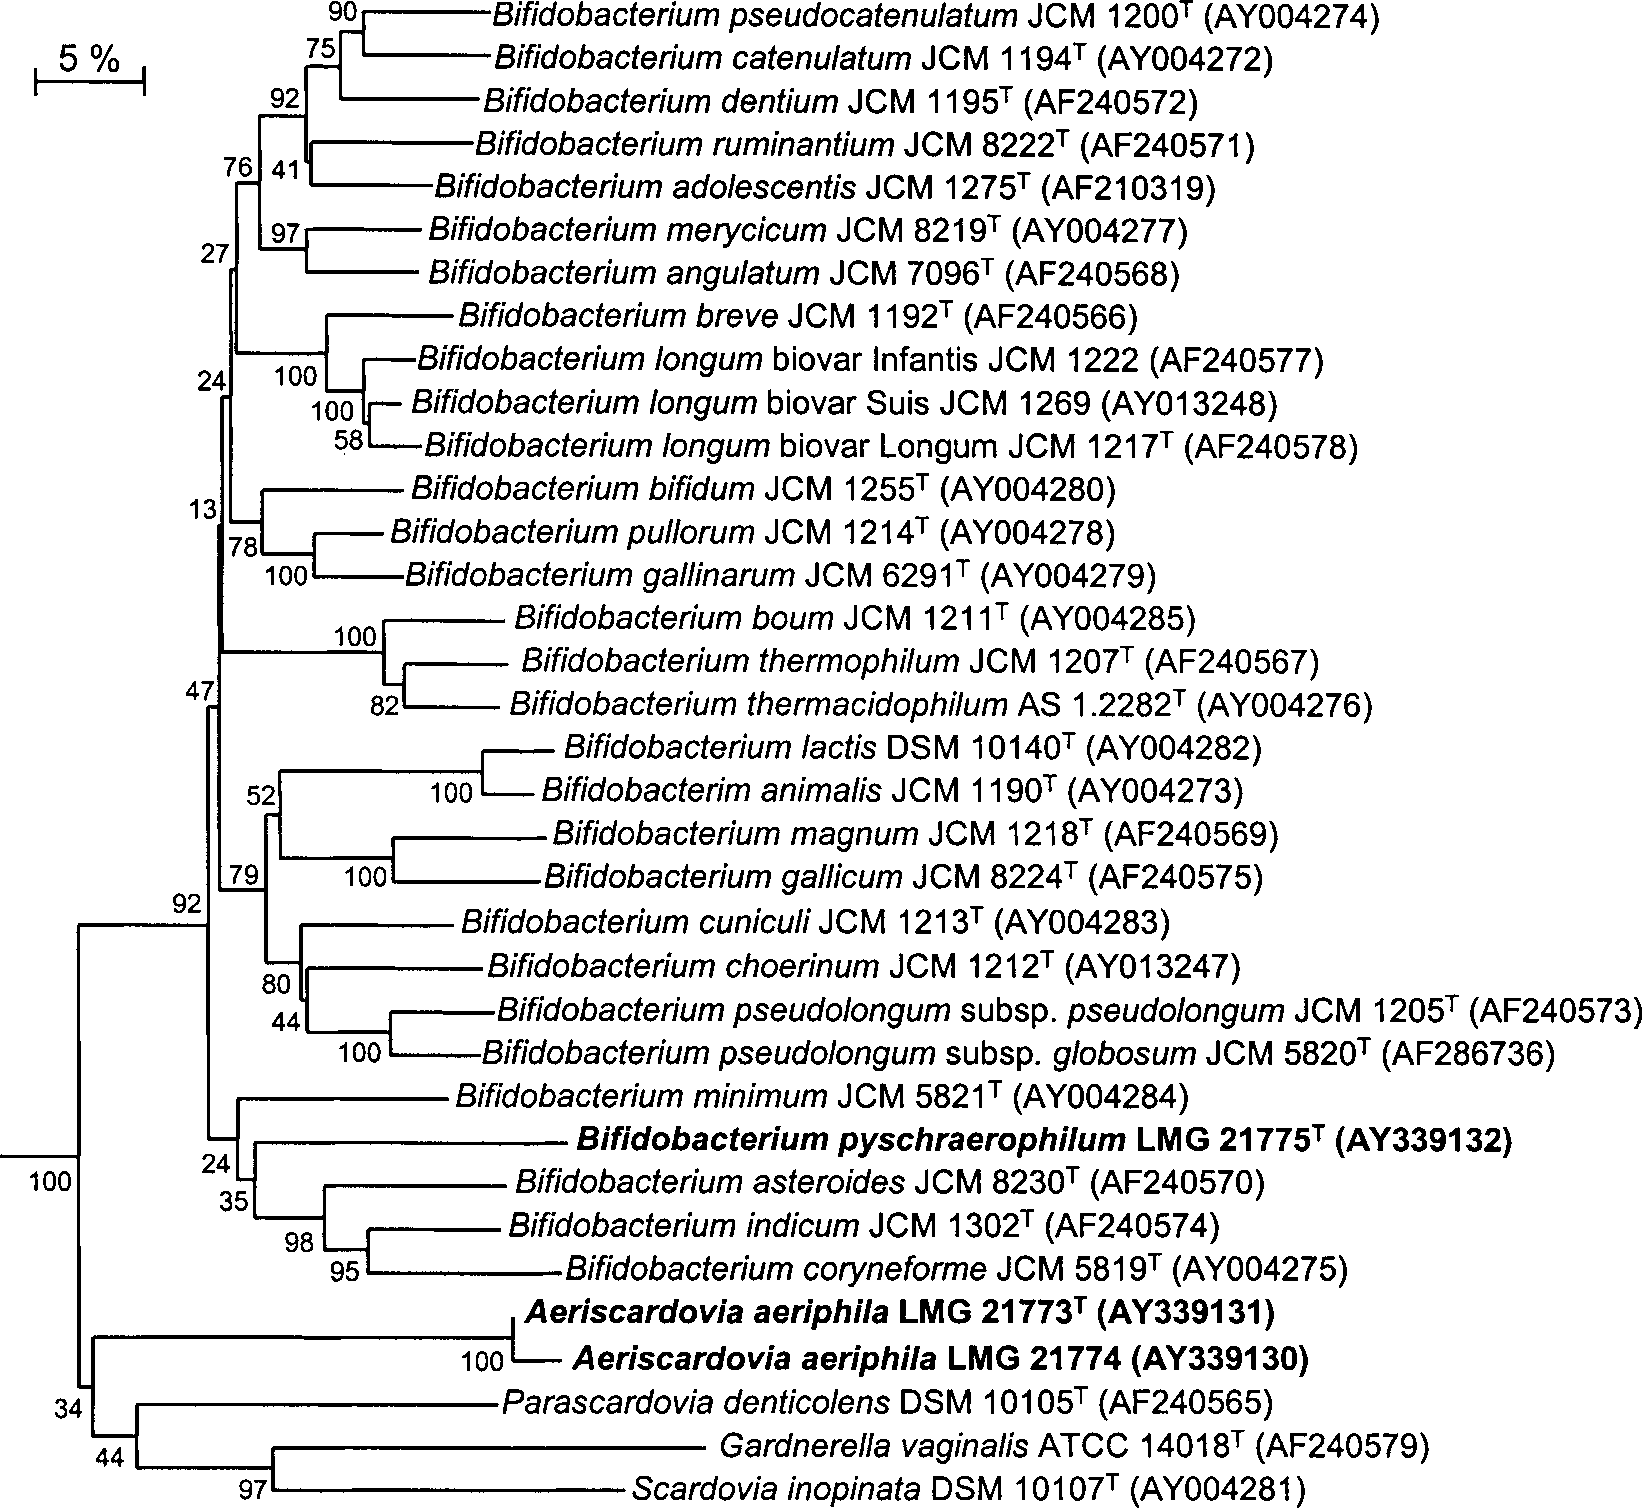 90 Bifidobacterium pseudocatenulatum JCM 1200ᵀ (AY004274)
5 %
75 Bifidobacterium catenulatum JCM 1194ᵀ (AY004272)
92 Bifidobacterium dentium JCM 1195ᵀ (AF240572)
Bifidobacterium ruminantium JCM 8222ᵀ (AF240571)
76 41 Bifidobacterium adolescentis JCM 1275ᵀ (AF210319)
97 Bifidobacterium merycicum JCM 8219ᵀ (AY004277)
27 Bifidobacterium angulatum JCM 7096ᵀ (AF240568)
Bifidobacterium breve JCM 1192ᵀ (AF240566)
24 100 Bifidobacterium longum biovar Infantis JCM 1222 (AF240577)
100 Bifidobacterium longum biovar Suis JCM 1269 (AY013248)
58 Bifidobacterium longum biovar Longum JCM 1217ᵀ (AF240578)
Bifidobacterium bifidum JCM 1255ᵀ (AY004280)
13 Bifidobacterium pullorum JCM 1214ᵀ (AY004278)
78
100 Bifidobacterium gallinarum JCM 6291ᵀ (AY004279)
Bifidobacterium boum JCM 1211ᵀ (AY004285)
100
Bifidobacterium thermophilum JCM 1207ᵀ (AF240567)
47 82 Bifidobacterium thermacidophilum AS 1.2282ᵀ (AY004276)
Bifidobacterium lactis DSM 10140ᵀ (AY004282)
52 100 Bifidobacterim animalis JCM 1190ᵀ (AY004273)
Bifidobacterium magnum JCM 1218ᵀ (AF240569)
79 100 Bifidobacterium gallicum JCM 8224ᵀ (AF240575)
92 Bifidobacterium cuniculi JCM 1213ᵀ (AY004283)
80 Bifidobacterium choerinum JCM 1212ᵀ (AY013247)
44 Bifidobacterium pseudolongum subsp. pseudolongum JCM 1205ᵀ (AF240573)
100 Bifidobacterium pseudolongum subsp. globosum JCM 5820ᵀ (AF286736)
Bifidobacterium minimum JCM 5821ᵀ (AY004284)
Bifidobacterium pyschraerophilum LMG 21775ᵀ (AY339132)
24
100 35 Bifidobacterium asteroides JCM 8230ᵀ (AF240570)
98 Bifidobacterium indicum JCM 1302ᵀ (AF240574)
95 Bifidobacterium coryneforme JCM 5819ᵀ (AY004275)
Aeriscardovia aeriphila LMG 21773ᵀ (AY339131)
100 Aeriscardovia aeriphila LMG 21774 (AY339130)
34 Parascardovia denticolens DSM 10105ᵀ (AF240565)
44 Gardnerella vaginalis ATCC 14018ᵀ (AF240579)
97 Scardovia inopinata DSM 10107ᵀ (AY004281)